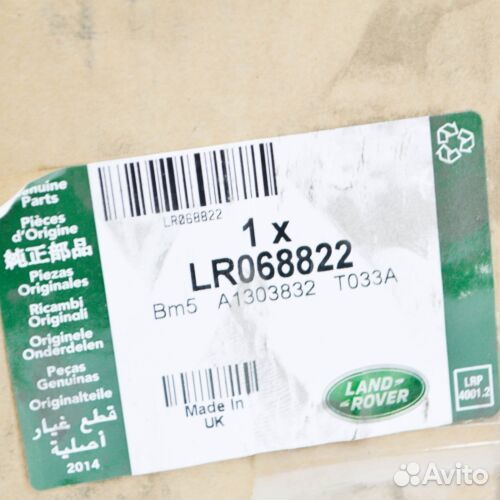 Genuine
Parts
Pièces
d'Origine
純正部品
Piezas
Originales
Ricambi
Originali
Originele
Onderdelen
Peças
Genuinas
Originalteile
قطع غيار
أصلية
2014
LR068822
1 x
LR068822
Bm5 A1303832 T033A
Made In
UK
LAND
ROVER
LRP
4001.2
Avito